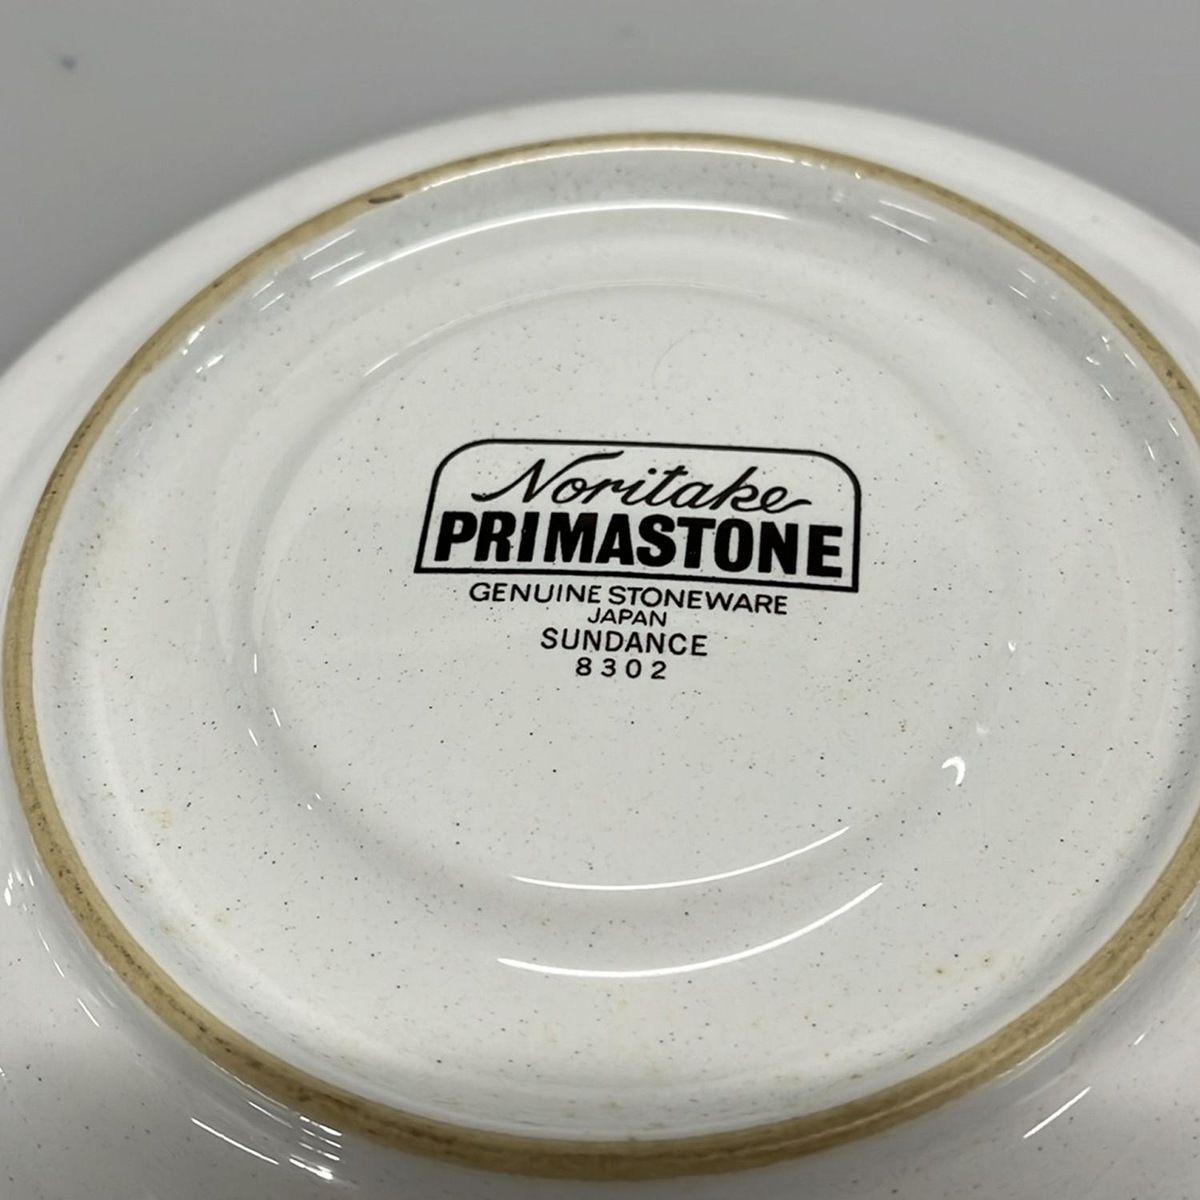 Noritake
PRIMASTONE
GENUINE STONEWARE
JAPAN
SUNDANCE
8302